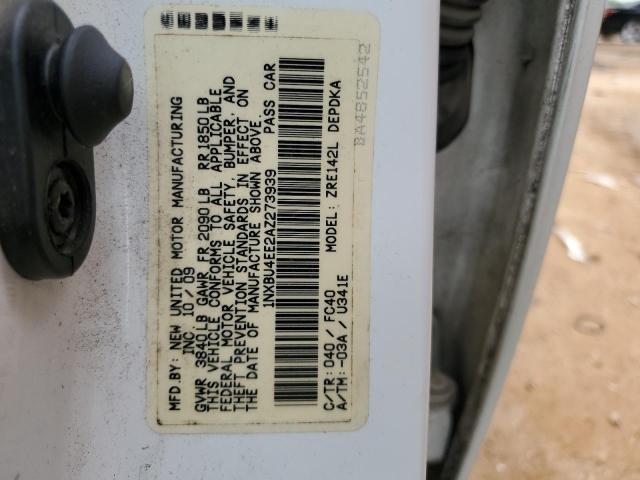 MFD.BY: NEW UNITED MOTOR MANUFACTURING
INC. 10/09
GVWR 3840LB GAWR FR 2090LB RR1850LB
THIS VEHICLE CONFORMS TO ALL APPLICABLE
FEDERAL MOTOR VEHICLE SAFETY, BUMPER, AND
THEFT PREVENTION STANDARDS IN EFFECT ON
THE DATE OF MANUFACTURE SHOWN ABOVE.
1NXBU4EE2AZ273939 PASS CAR
C/TR: 040 / FC40 MODEL: ZRE142L DEPDKA
A/TM: -03A / U341E
BA4852542